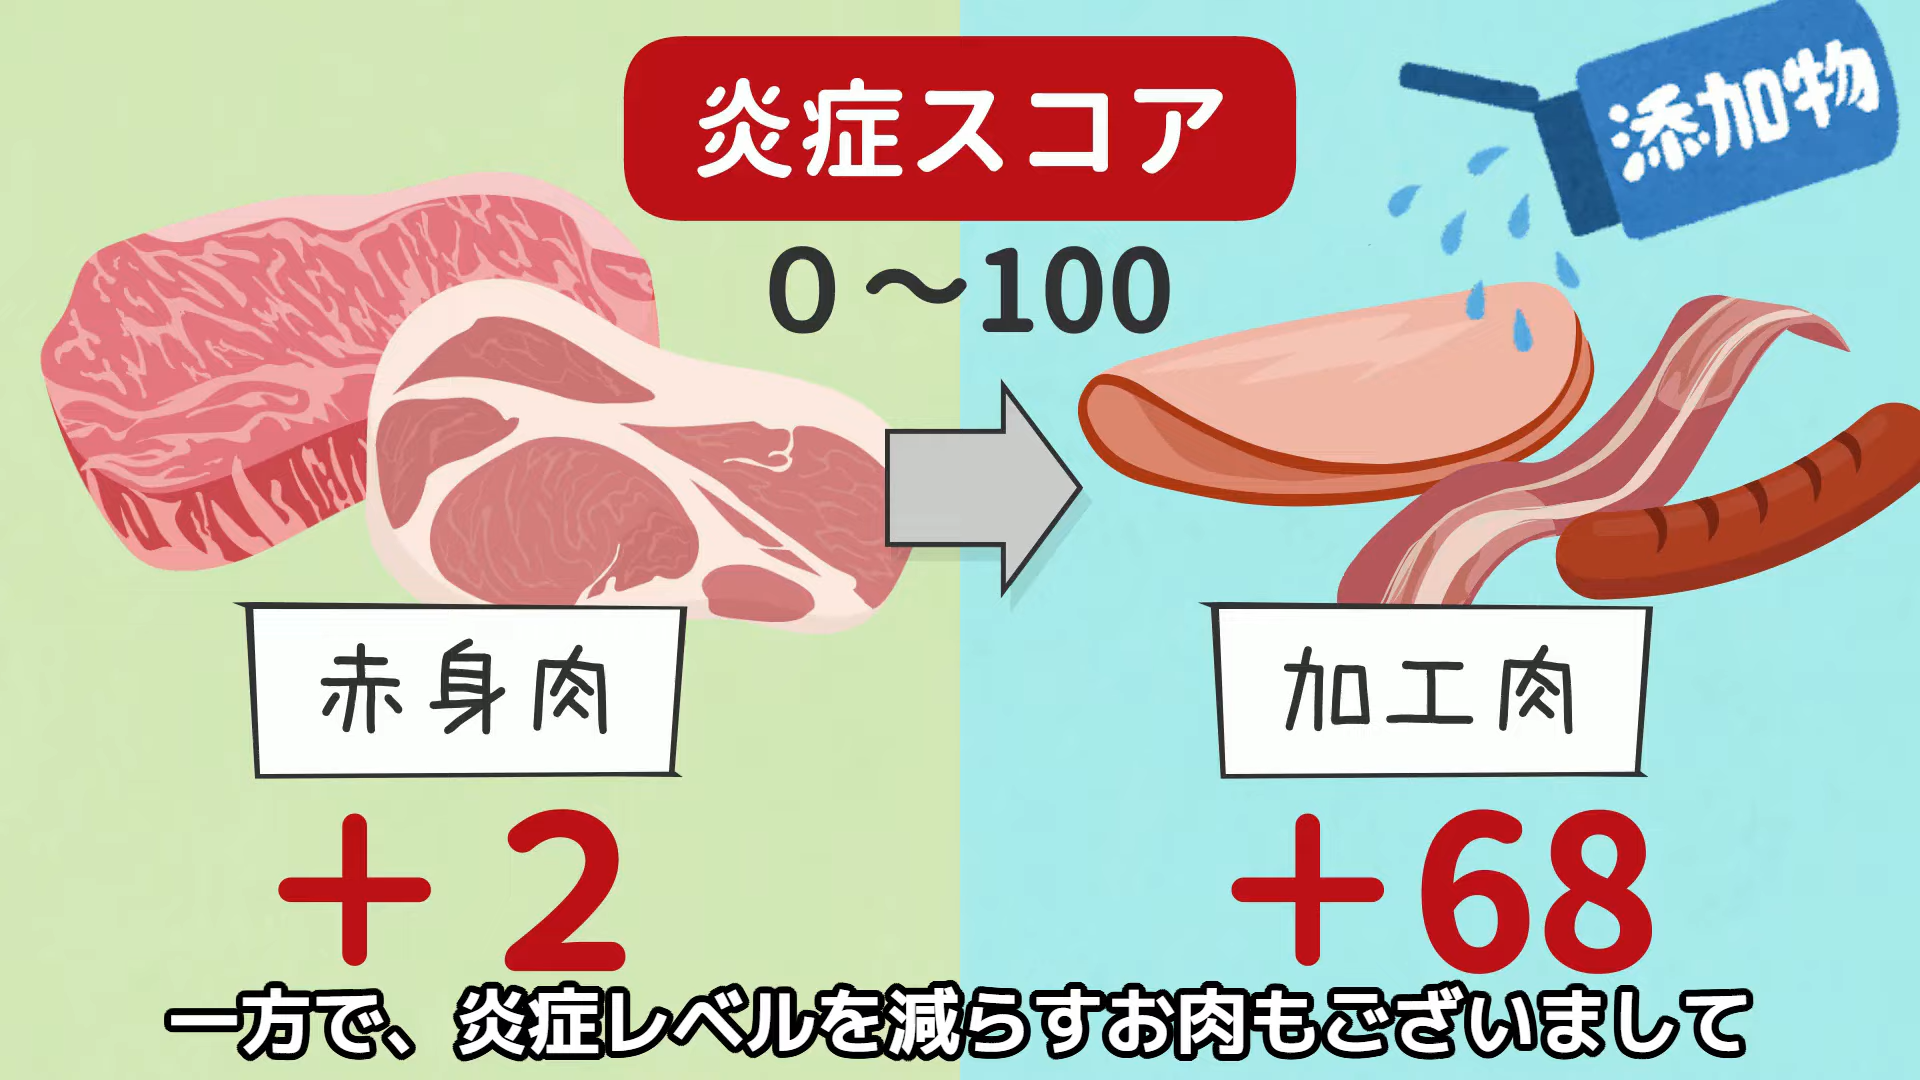 炎症スコア
0～100
添加物
赤身肉
加工肉
＋2
＋68
一方で、炎症レベルを減らすお肉もございまして